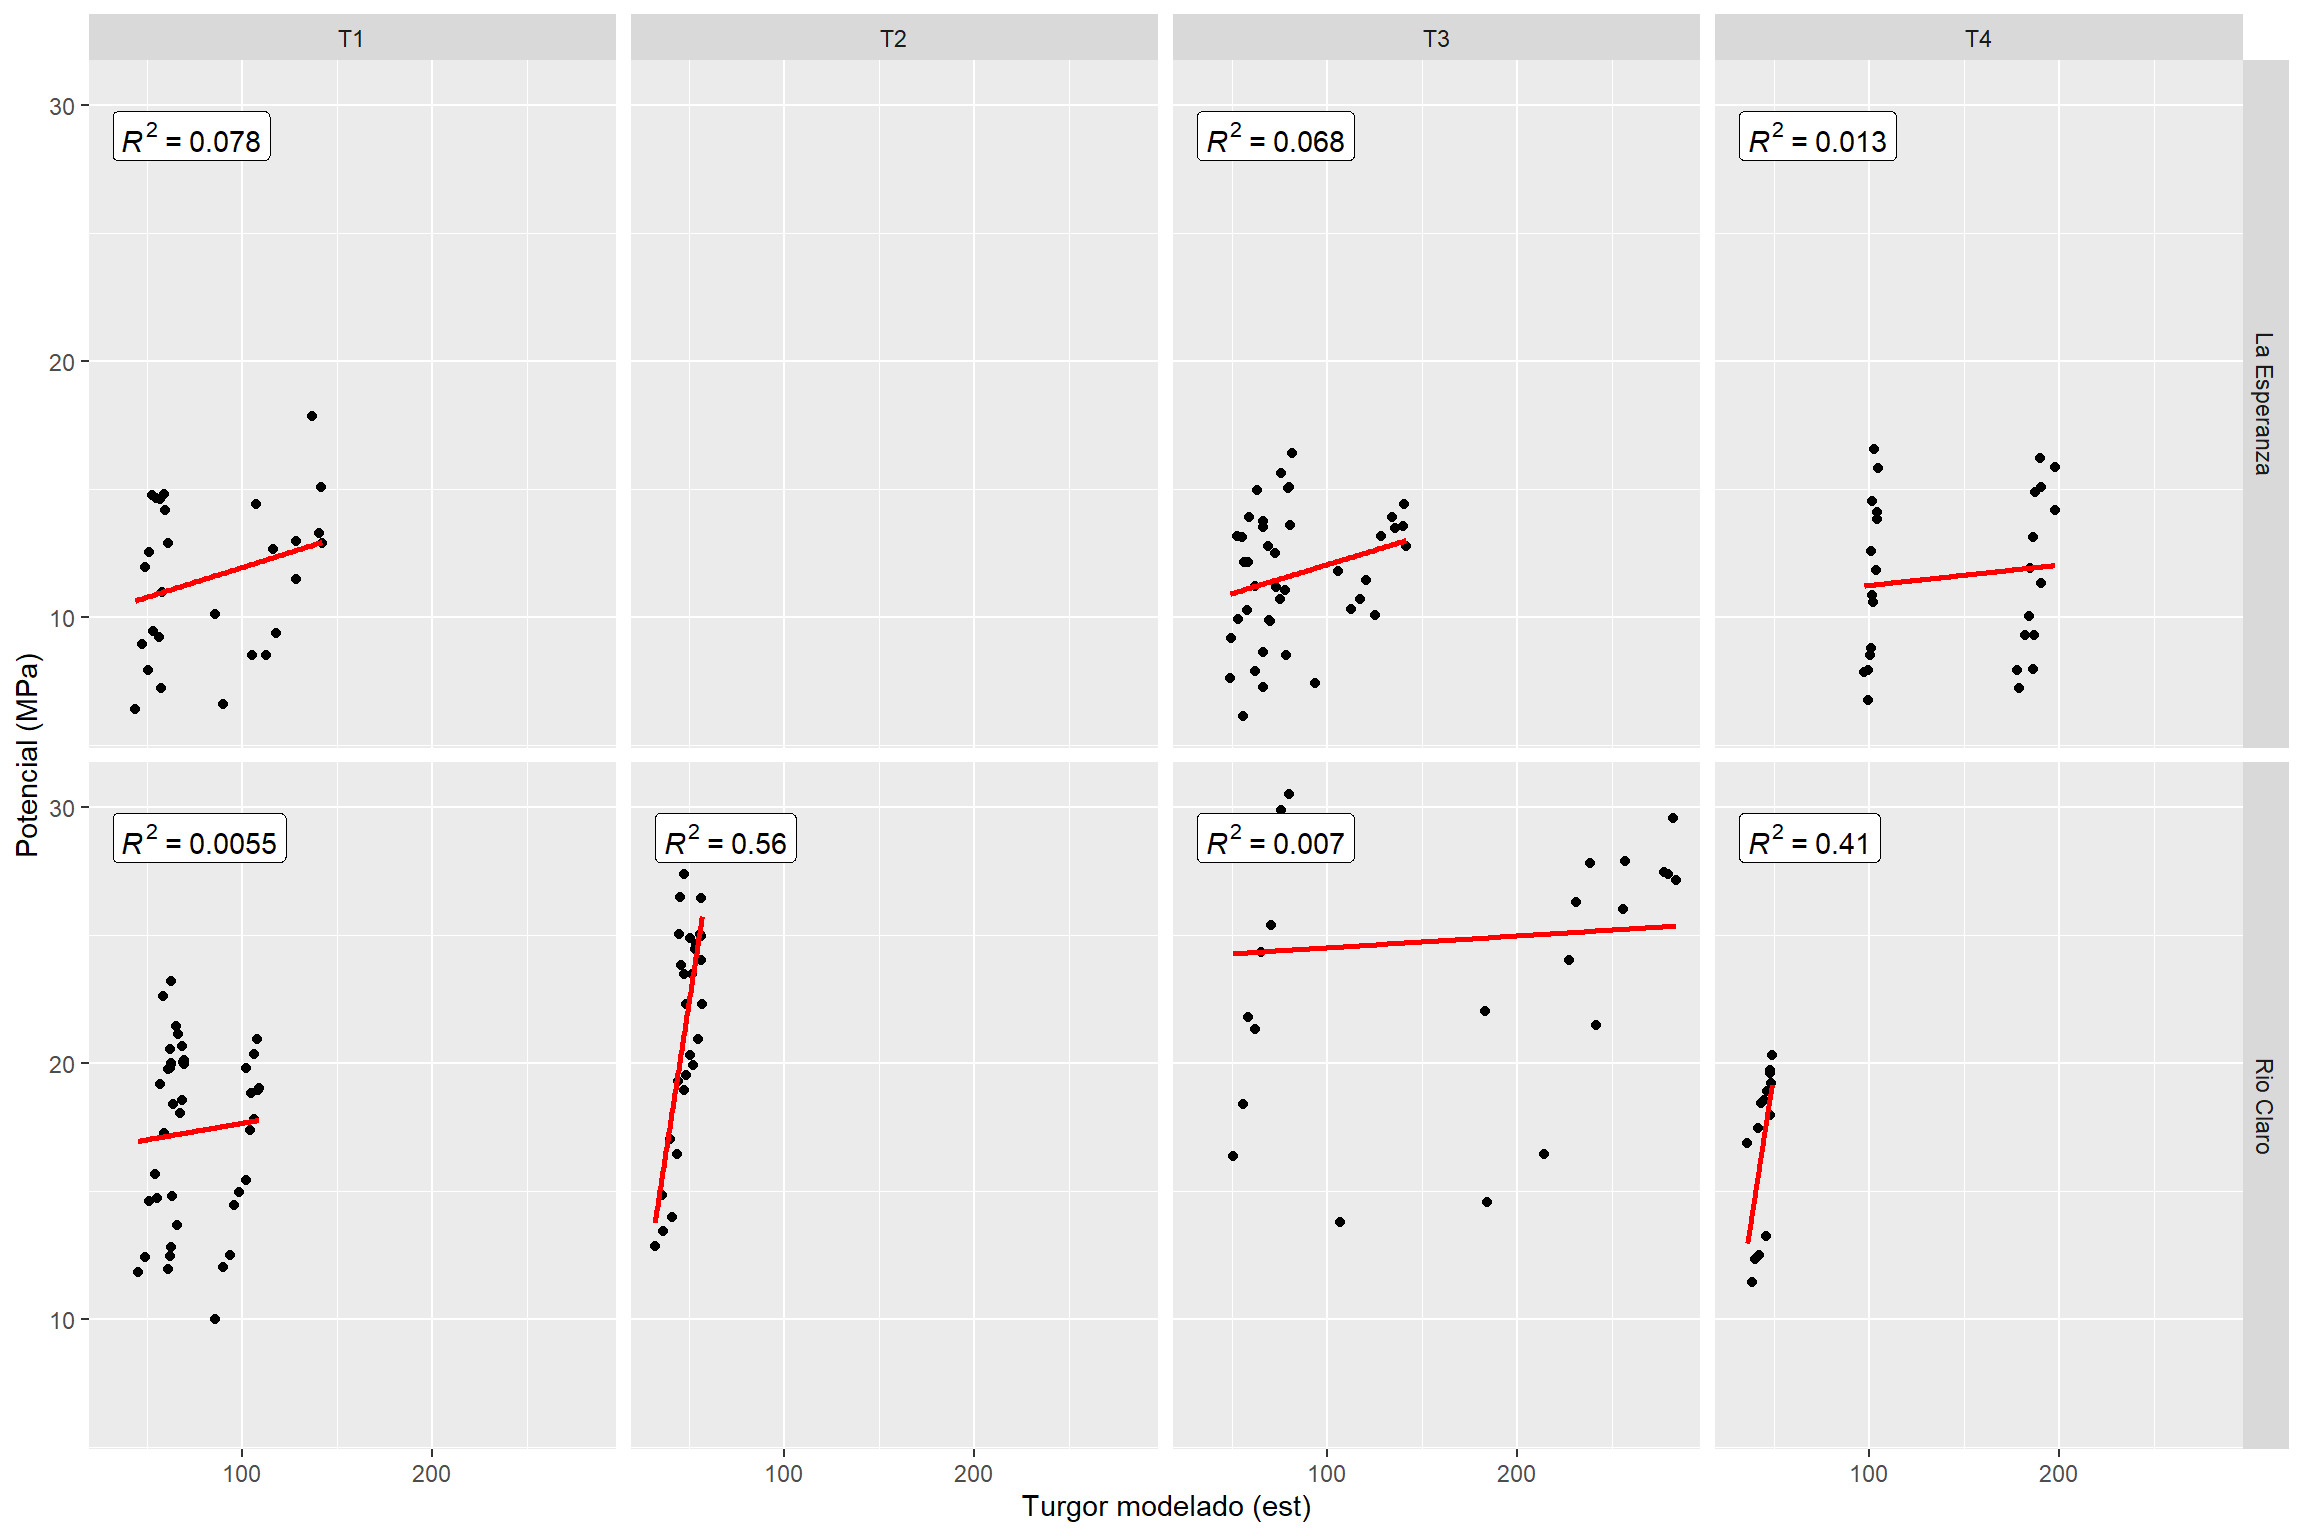 T1 T2 T3 T4
30
R² = 0.078 R² = 0.068 R² = 0.013
20
La Esperanza
10
Potencial (MPa)
30
R² = 0.0055 R² = 0.56 R² = 0.007 R² = 0.41
20
Rio Claro
10
100 200 100 200 100 200 100 200
Turgor modelado (est)